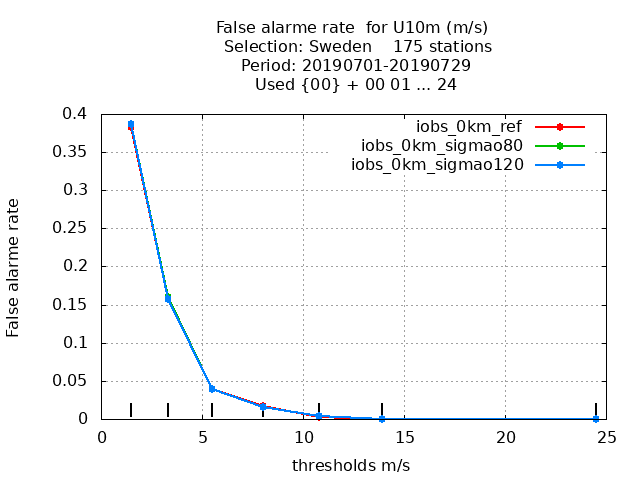 False alarme rate  for U10m (m/s)
Selection: Sweden    175 stations
Period: 20190701-20190729
Used {00} + 00 01 ... 24
iobs_0km_ref
iobs_0km_sigmao80
iobs_0km_sigmao120
0.4
0.35
0.3
0.25
0.2
0.15
0.1
0.05
0
False alarme rate
0 5 10 15 20 25
thresholds m/s